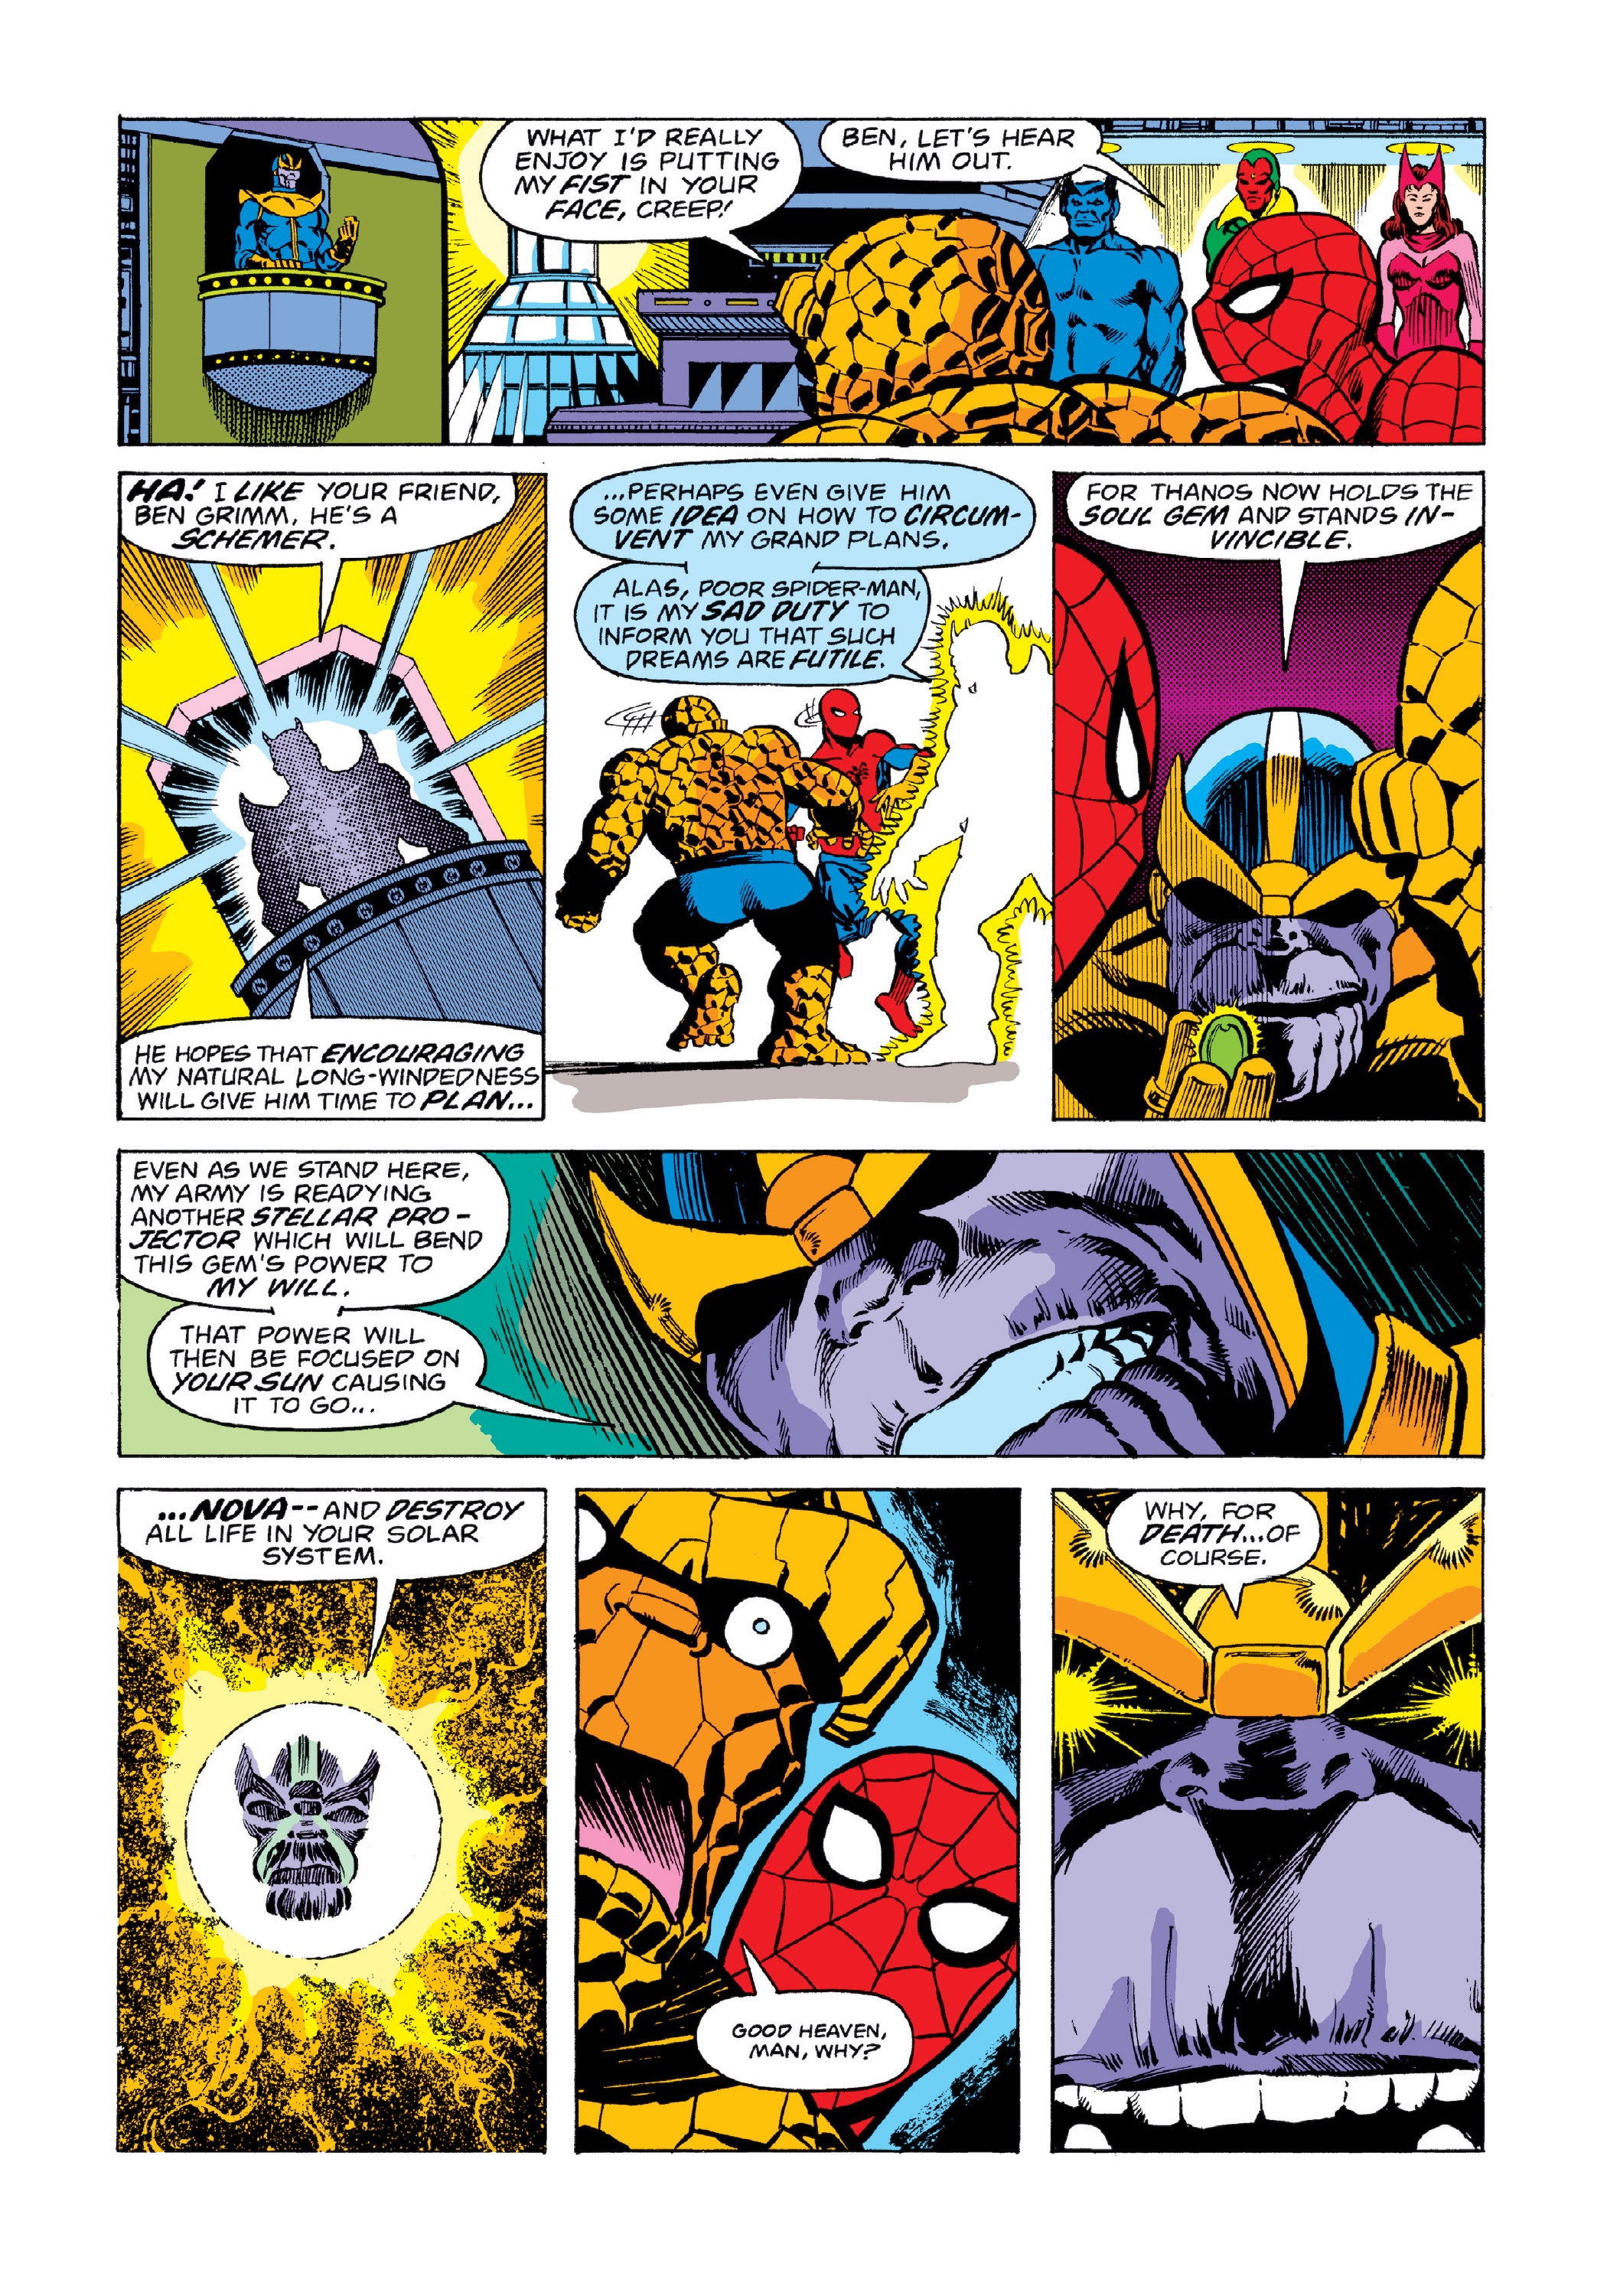 WHAT I'D REALLY
ENJOY IS PUTTING
MY FIST IN YOUR
FACE, CREEP!
BEN, LET'S HEAR
HIM OUT.
HA! I LIKE YOUR FRIEND,
BEN GRIMM, HE'S A
SCHEMER.
HE HOPES THAT ENCOURAGING
MY NATURAL LONG-WINDEDNESS
WILL GIVE HIM TIME TO PLAN...
...PERHAPS EVEN GIVE HIM
SOME IDEA ON HOW TO CIRCUM-
VENT MY GRAND PLANS.
ALAS, POOR SPIDER-MAN,
IT IS MY SAD DUTY TO
INFORM YOU THAT SUCH
DREAMS ARE FUTILE.
FOR THANOS NOW HOLDS THE
SOUL GEM AND STANDS IN-
VINCIBLE.
EVEN AS WE STAND HERE,
MY ARMY IS READYING
ANOTHER STELLAR PRO-
JECTOR WHICH WILL BEND
THIS GEM'S POWER TO
MY WILL.
THAT POWER WILL
THEN BE FOCUSED ON
YOUR SUN CAUSING
IT TO GO...
...NOVA--AND DESTROY
ALL LIFE IN YOUR SOLAR
SYSTEM.
GOOD HEAVEN,
MAN, WHY?
WHY, FOR
DEATH...OF
COURSE.